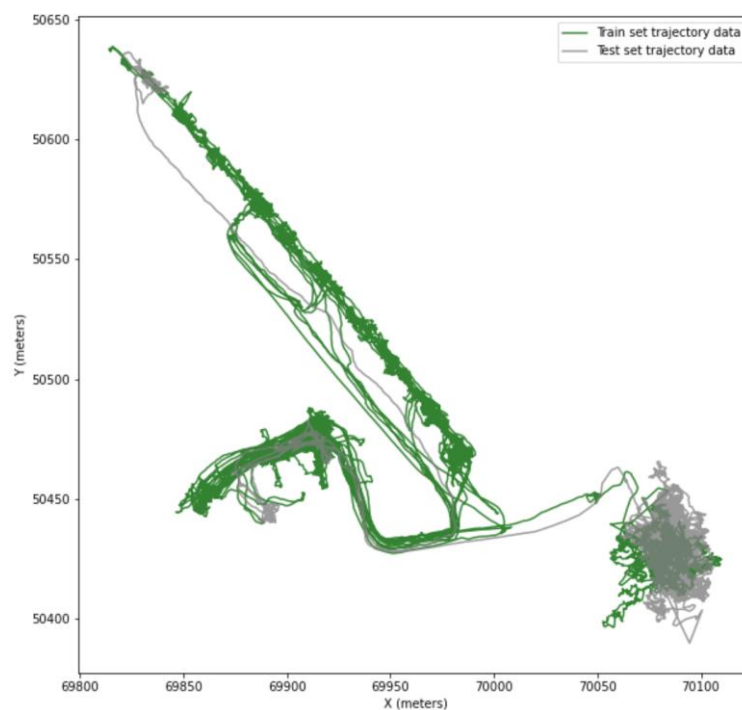 Train set trajectory data
Test set trajectory data
50650
50600
50550
50500
50450
50400
Y (meters)
69800 69850 69900 69950 70000 70050 70100
X (meters)